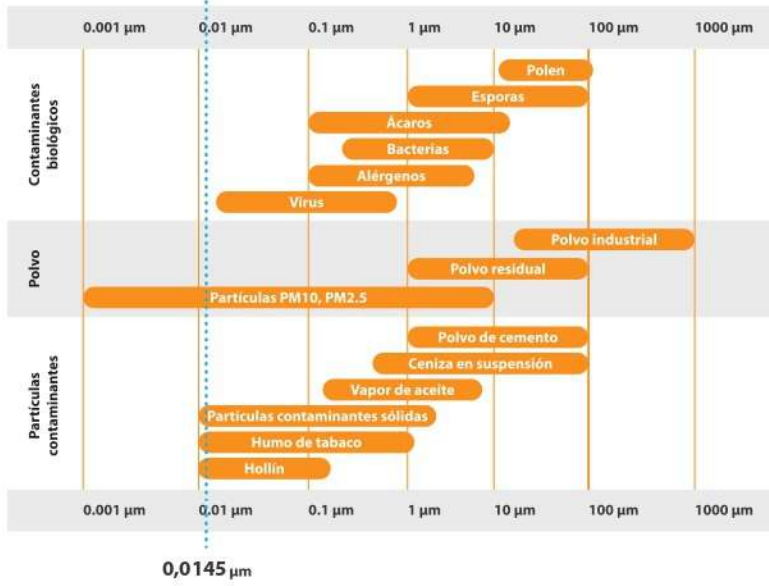 0.001 µm 0.01 µm 0.1 µm 1 µm 10 µm 100 µm 1000 µm
Contaminantes
biológicos
Polen
Esporas
Ácaros
Bacterias
Alérgenos
Virus
Polvo
Polvo industrial
Polvo residual
Partículas PM10, PM2.5
Partículas
contaminantes
Polvo de cemento
Ceniza en suspensión
Vapor de aceite
Partículas contaminantes sólidas
Humo de tabaco
Hollín
0.001 µm 0.01 µm 0.1 µm 1 µm 10 µm 100 µm 1000 µm
0,0145 µm